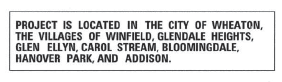 PROJECT IS LOCATED IN THE CITY OF WHEATON,
THE VILLAGES OF WINFIELD, GLENDALE HEIGHTS,
GLEN ELLYN, CAROL STREAM, BLOOMINGDALE,
HANOVER PARK, AND ADDISON.